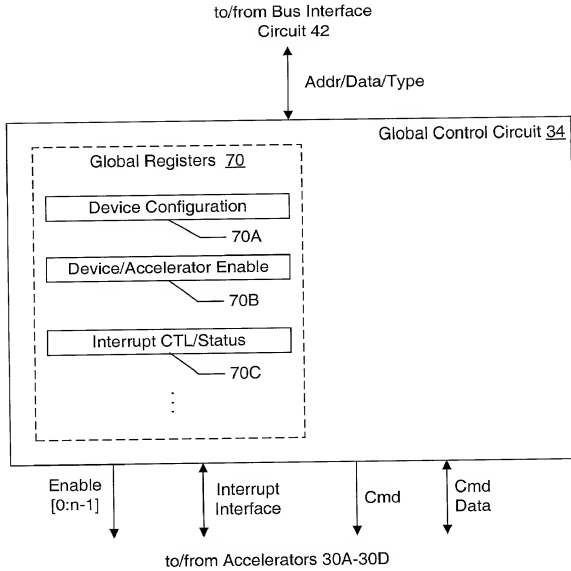 to/from Bus Interface
Circuit 42
Addr/Data/Type
Global Control Circuit 34
Global Registers 70
Device Configuration
70A
Device/Accelerator Enable
70B
Interrupt CTL/Status
70C
Enable
[0:n-1]
Interrupt
Interface
Cmd
Cmd
Data
to/from Accelerators 30A-30D